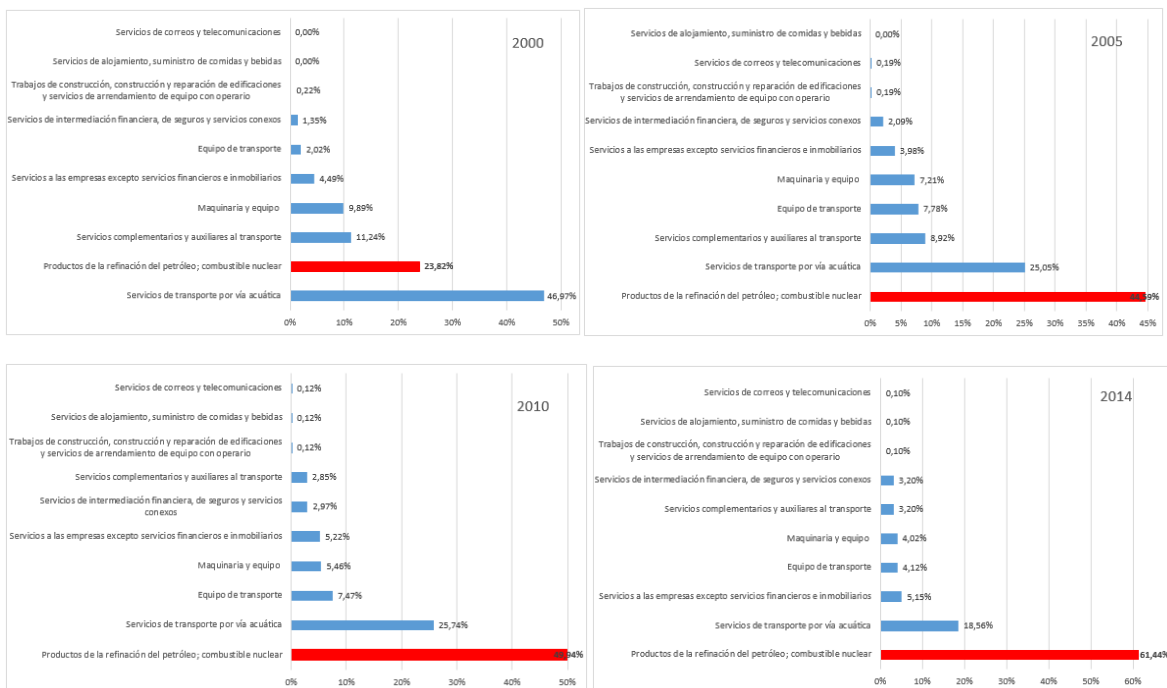 2000
Servicios de correos y telecomunicaciones 0,00%
Servicios de alojamiento, suministro de comidas y bebidas 0,00%
Trabajos de construcción, construcción y reparación de edificaciones
y servicios de arrendamiento de equipo con operario 0,22%
Servicios de intermediación financiera, de seguros y servicios conexos 1,35%
Equipo de transporte 2,02%
Servicios a las empresas excepto servicios financieros e inmobiliarios 4,49%
Maquinaria y equipo 9,89%
Servicios complementarios y auxiliares al transporte 11,24%
Productos de la refinación del petróleo; combustible nuclear 23,82%
Servicios de transporte por vía acuática 46,97%
0% 10% 20% 30% 40% 50%
2005
Servicios de alojamiento, suministro de comidas y bebidas 0,00%
Servicios de correos y telecomunicaciones 0,19%
Trabajos de construcción, construcción y reparación de edificaciones
y servicios de arrendamiento de equipo con operario 0,19%
Servicios de intermediación financiera, de seguros y servicios conexos 2,09%
Servicios a las empresas excepto servicios financieros e inmobiliarios 3,98%
Maquinaria y equipo 7,21%
Equipo de transporte 7,78%
Servicios complementarios y auxiliares al transporte 8,92%
Servicios de transporte por vía acuática 25,05%
Productos de la refinación del petróleo; combustible nuclear 44,59%
0% 5% 10% 15% 20% 25% 30% 35% 40% 45%
2010
Servicios de correos y telecomunicaciones 0,12%
Servicios de alojamiento, suministro de comidas y bebidas 0,12%
Trabajos de construcción, construcción y reparación de edificaciones
y servicios de arrendamiento de equipo con operario 0,12%
Servicios complementarios y auxiliares al transporte 2,85%
Servicios de intermediación financiera, de seguros y servicios
conexos 2,97%
Servicios a las empresas excepto servicios financieros e inmobiliarios 5,22%
Maquinaria y equipo 5,46%
Equipo de transporte 7,47%
Servicios de transporte por vía acuática 25,74%
Productos de la refinación del petróleo; combustible nuclear 49,94%
0% 10% 20% 30% 40% 50%
2014
Servicios de correos y telecomunicaciones 0,10%
Servicios de alojamiento, suministro de comidas y bebidas 0,10%
Trabajos de construcción, construcción y reparación de edificaciones
y servicios de arrendamiento de equipo con operario 0,10%
Servicios de intermediación financiera, de seguros y servicios conexos 3,20%
Servicios complementarios y auxiliares al transporte 3,20%
Maquinaria y equipo 4,02%
Equipo de transporte 4,12%
Servicios a las empresas excepto servicios financieros e inmobiliarios 5,15%
Servicios de transporte por vía acuática 18,56%
Productos de la refinación del petróleo; combustible nuclear 61,44%
0% 10% 20% 30% 40% 50% 60%